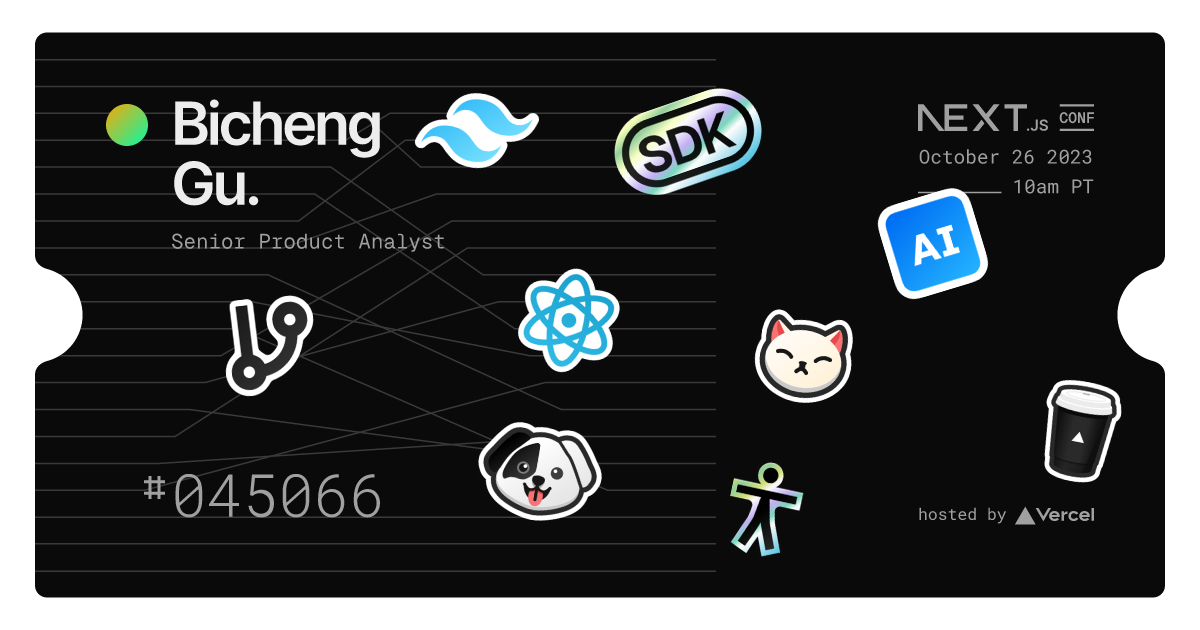 Bicheng
Gu.
Senior Product Analyst
#045066
SDK
AI
NEXT.JS CONF
October 26 2023
10am PT
hosted by Vercel